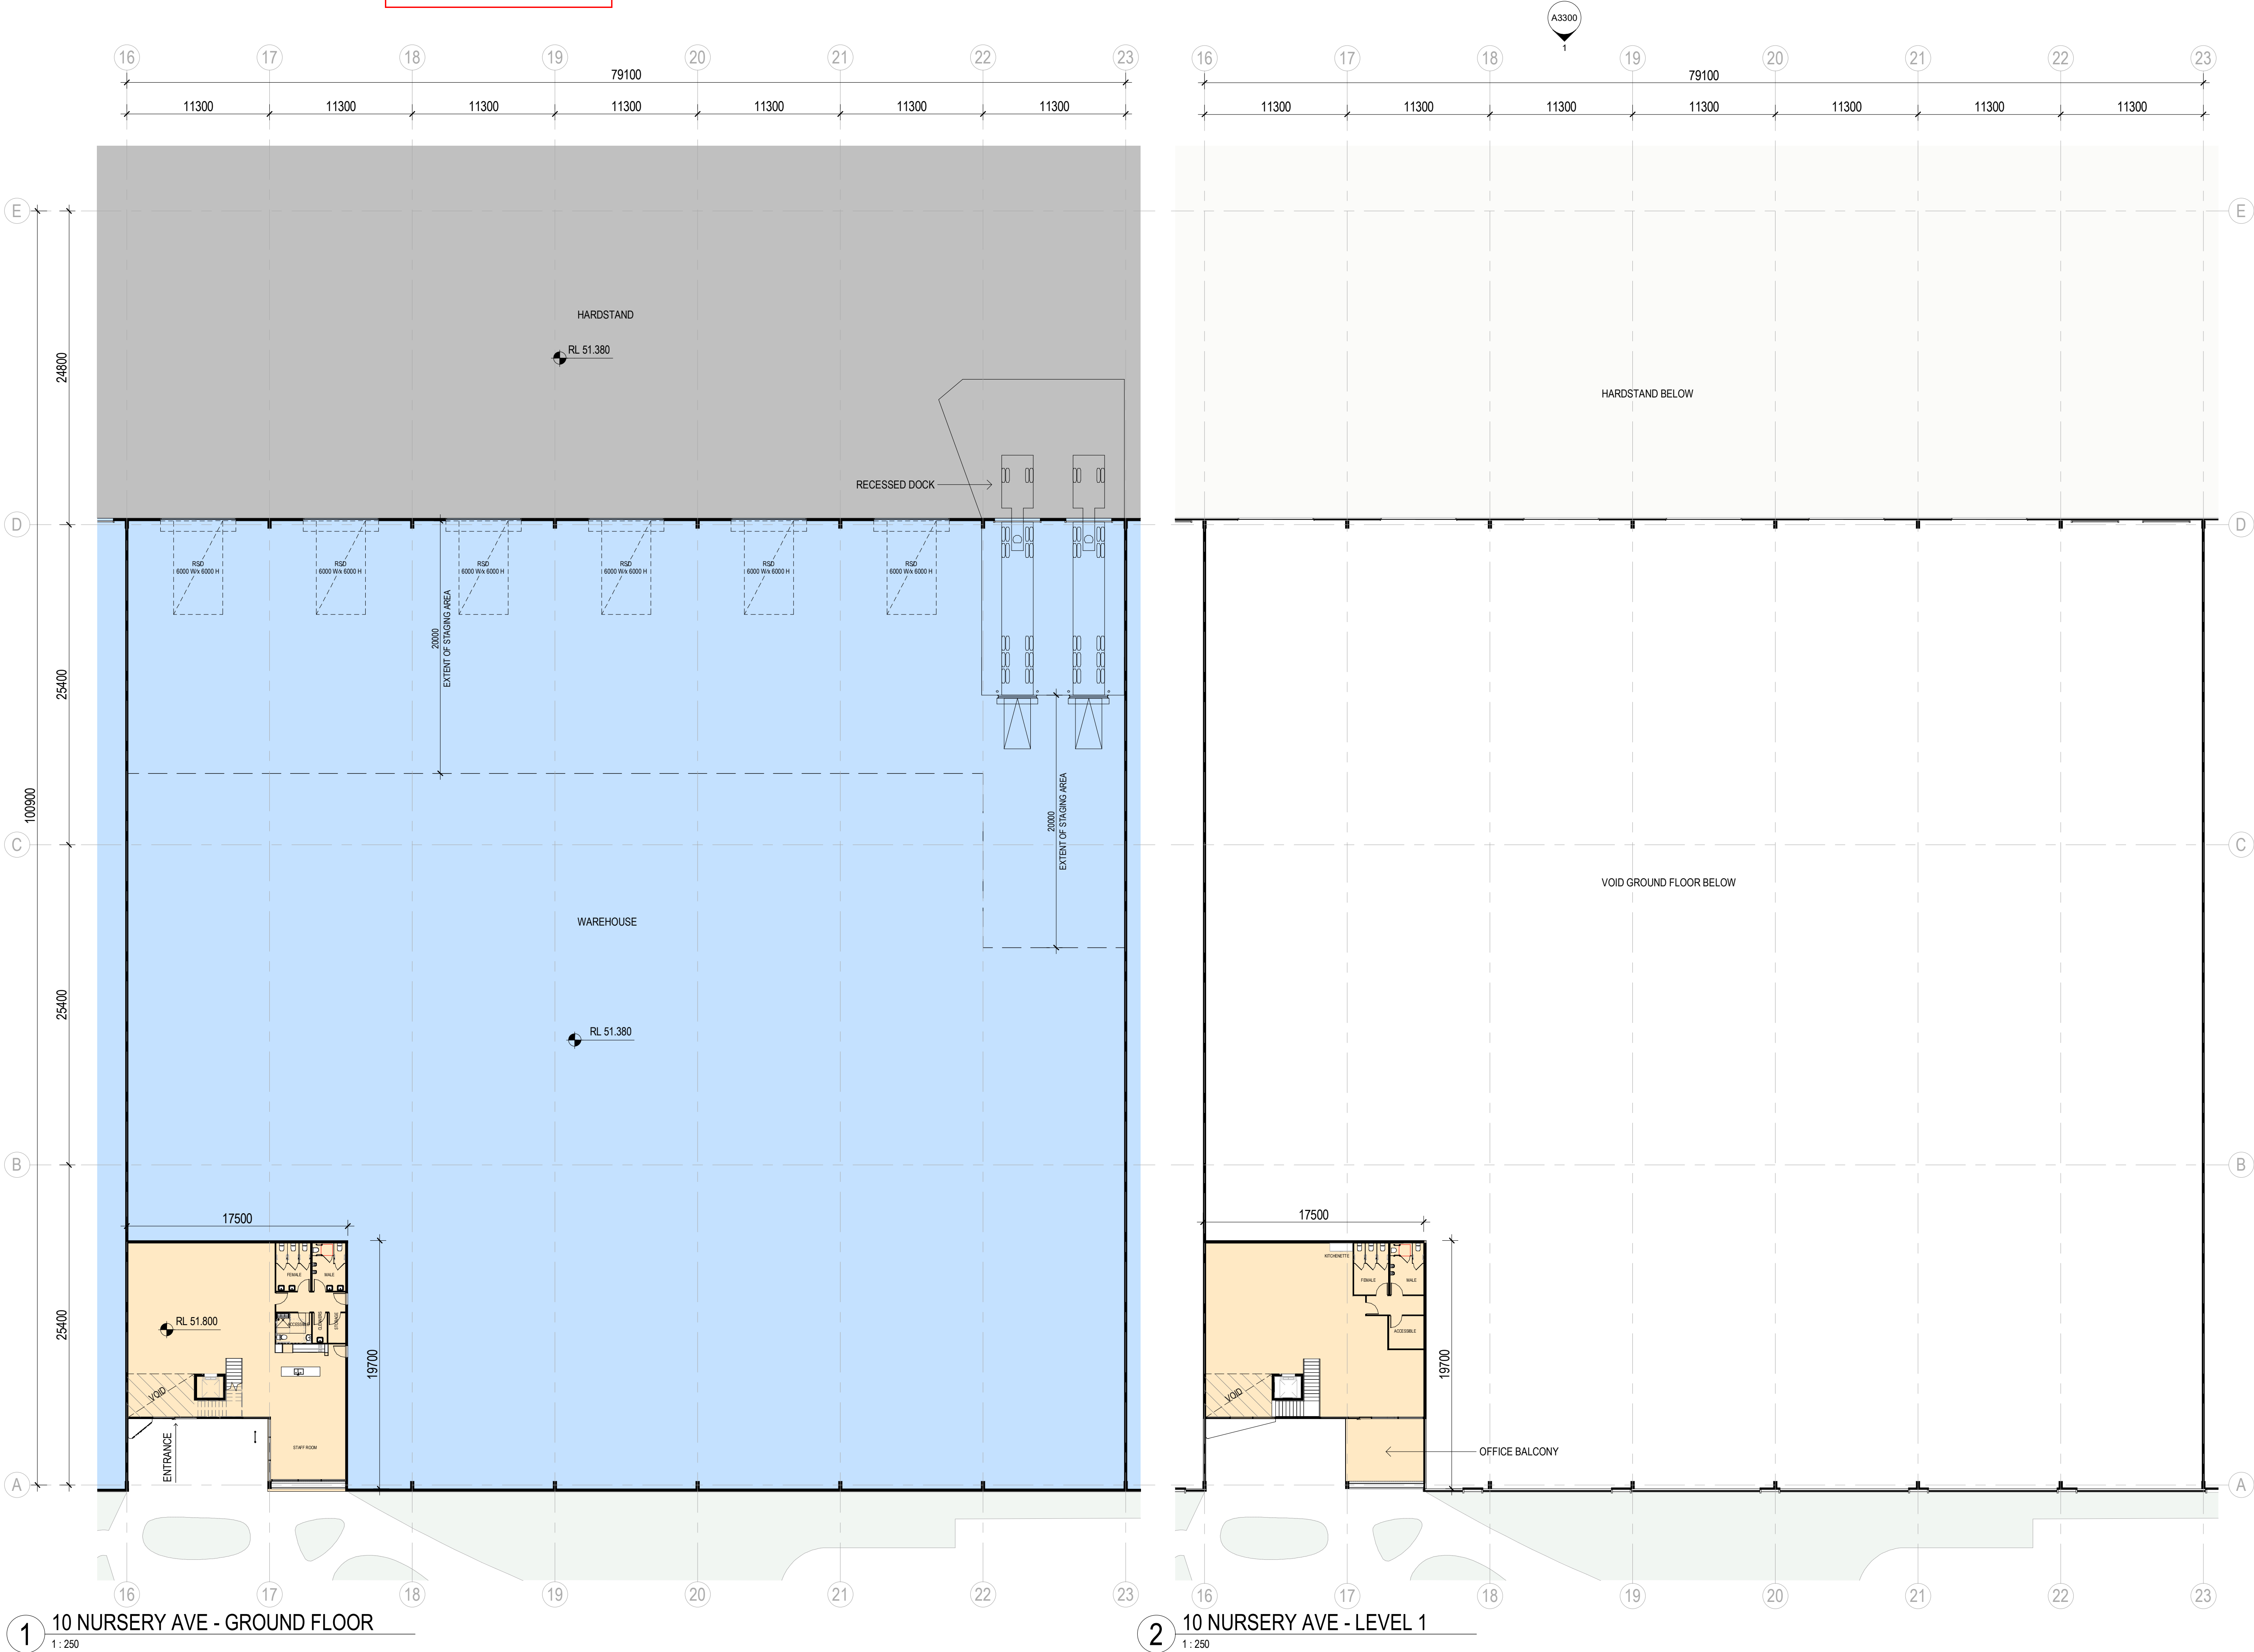 A3300
1
16 17 18 19 20 21 22 23
79100
11300 11300 11300 11300 11300 11300 11300
E
D
C
B
A
100900
24800
25400
25400
25400
HARDSTAND
RL 51.380
RECESSED DOCK
RSD
6000 W x 6000 H
RSD
6000 W x 6000 H
RSD
6000 W x 6000 H
RSD
6000 W x 6000 H
RSD
6000 W x 6000 H
RSD
6000 W x 6000 H
20000
EXTENT OF STAGING AREA
20000
EXTENT OF STAGING AREA
WAREHOUSE
RL 51.380
17500
19700
FEMALE
MALE
ACCESSIBLE
CLEANERS
STORAGE
RL 51.800
VOID
STAFF ROOM
ENTRANCE
16 17 18 19 20 21 22 23
1
10 NURSERY AVE - GROUND FLOOR
1 : 250
16 17 18 19 20 21 22 23
79100
11300 11300 11300 11300 11300 11300 11300
E
D
C
B
A
HARDSTAND BELOW
VOID GROUND FLOOR BELOW
17500
19700
KITCHENETTE
FEMALE
MALE
ACCESSIBLE
VOID
OFFICE BALCONY
16 17 18 19 20 21 22 23
2
10 NURSERY AVE - LEVEL 1
1 : 250